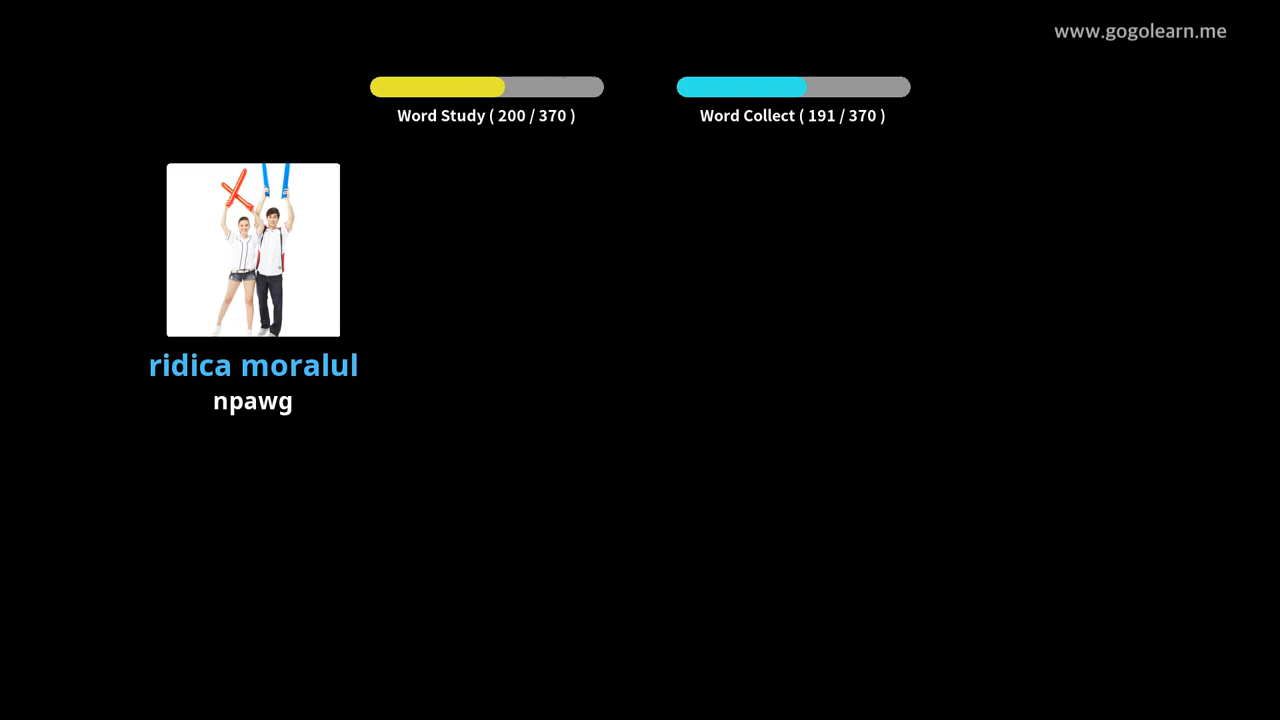 www.gogolearn.me
Word Study ( 200 / 370 )
Word Collect ( 191 / 370 )
ridica moralul
npawg